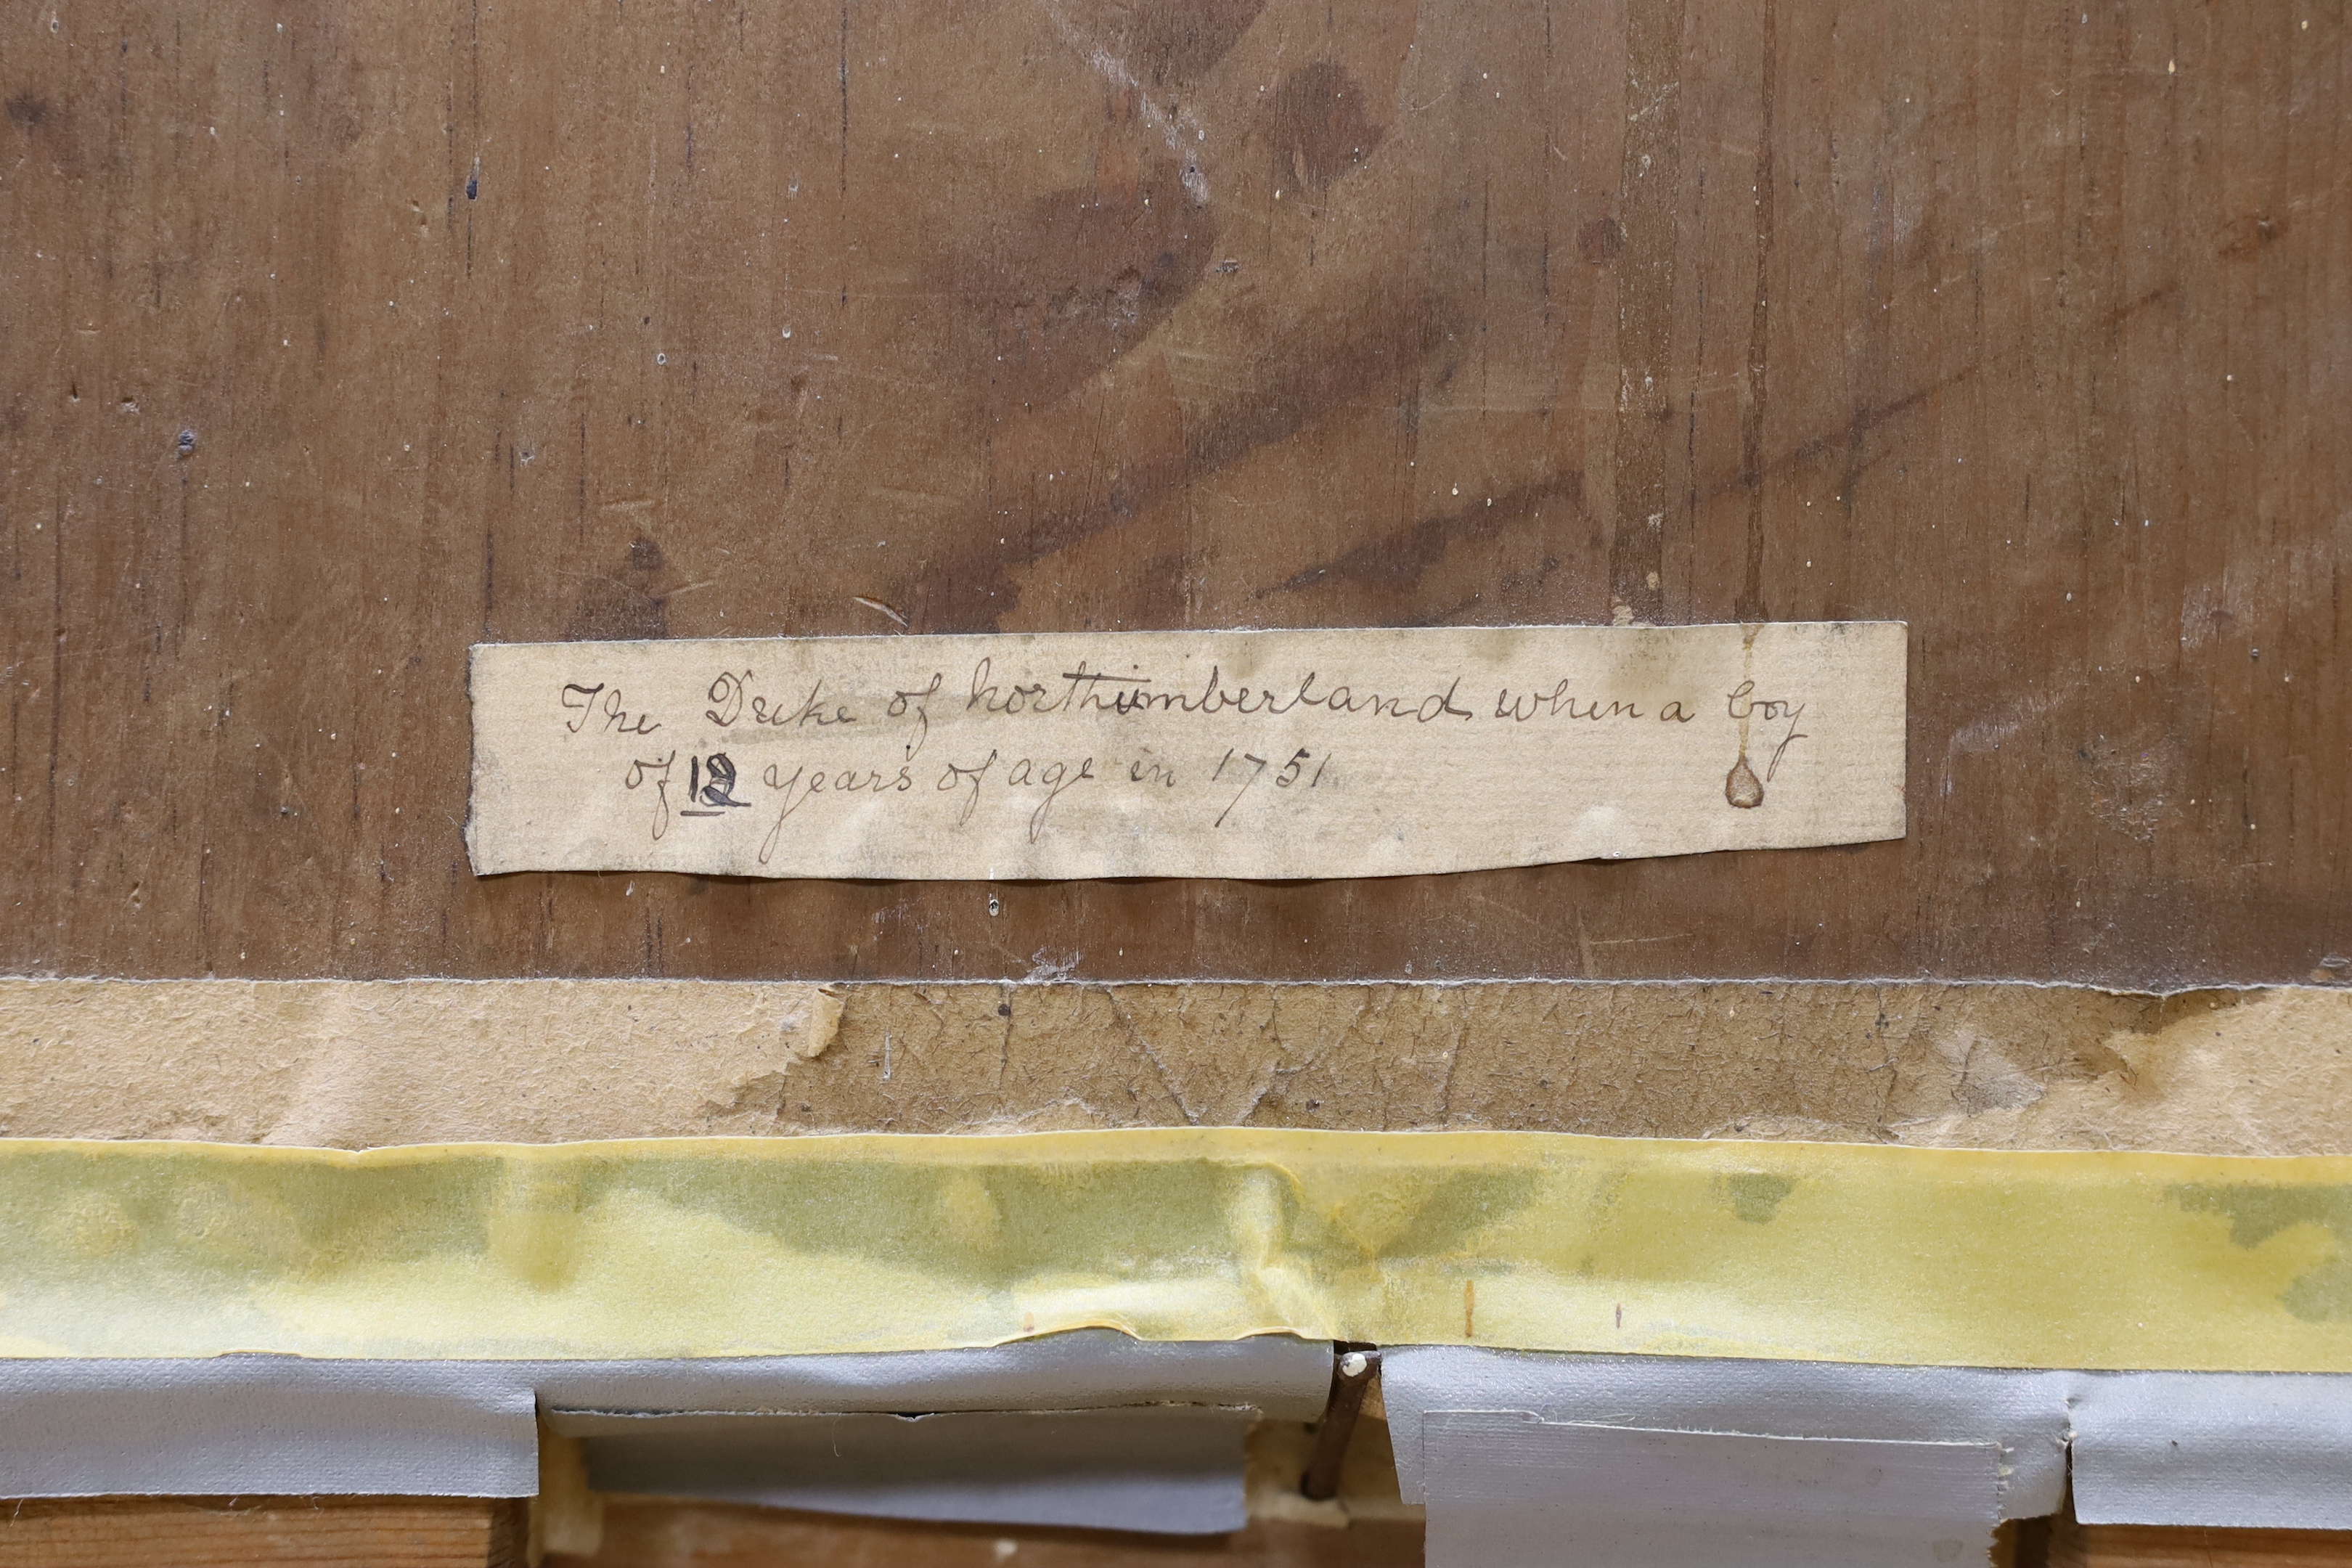 The Duke of Northumberland when a boy
of 12 years of age in 1751